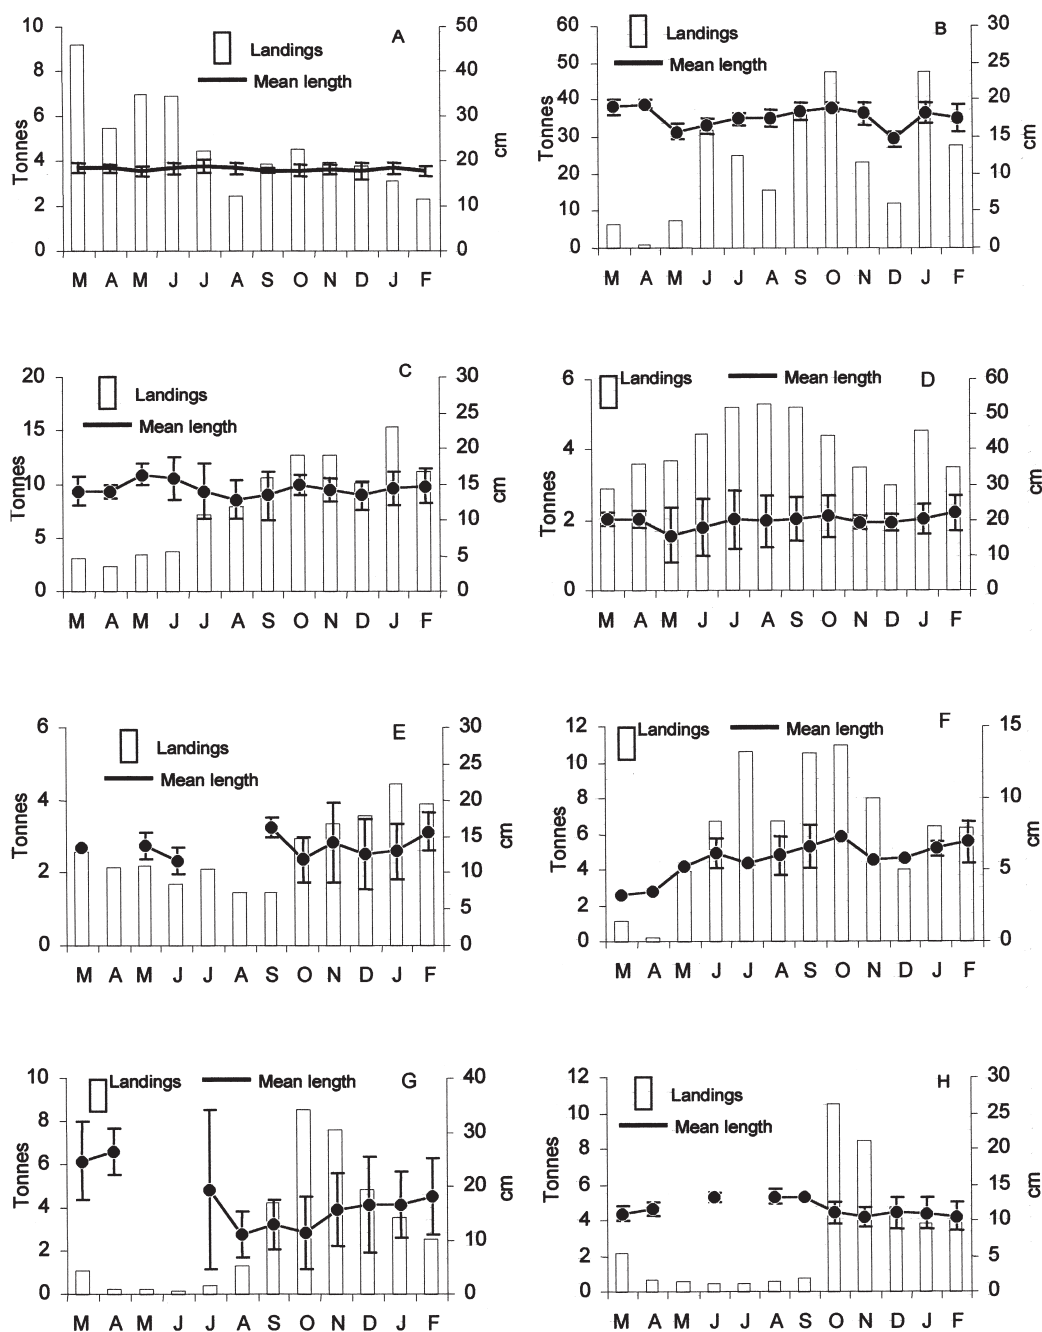 A
Landings
Mean length
Tonnes
10
8
6
4
2
0
50
40
30
20
10
0
cm
M A M J J A S O N D J F
B
Landings
Mean length
Tonnes
60
50
40
30
20
10
0
30
25
20
15
10
5
0
cm
M A M J J A S O N D J F
C
Landings
Mean length
Tonnes
20
15
10
5
0
30
25
20
15
10
5
0
cm
M A M J J A S O N D J F
Landings Mean length D
Tonnes
6
4
2
0
60
50
40
30
20
10
0
cm
M A M J J A S O N D J F
E
Landings
Mean length
Tonnes
6
4
2
0
30
25
20
15
10
5
0
cm
M A M J J A S O N D J F
F
Landings Mean length
Tonnes
12
10
8
6
4
2
0
15
10
5
0
cm
M A M J J A S O N D J F
Landings Mean length G
Tonnes
10
8
6
4
2
0
40
30
20
10
0
cm
M A M J J A S O N D J F
H
Landings
Mean length
Tonnes
12
10
8
6
4
2
0
30
25
20
15
10
5
0
cm
M A M J J A S O N D J F